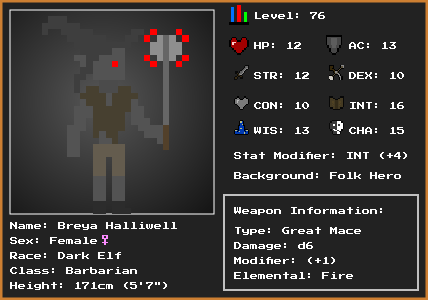 Level: 76
HP: 12 AC: 13
STR: 12 DEX: 10
CON: 10 INT: 16
WIS: 13 CHA: 15
Stat Modifier: INT (+4)
Background: Folk Hero
Name: Breya Halliwell
Sex: Female♀
Race: Dark Elf
Class: Barbarian
Height: 171cm (5'7")
Weapon Information:
Type: Great Mace
Damage: d6
Modifier: (+1)
Elemental: Fire